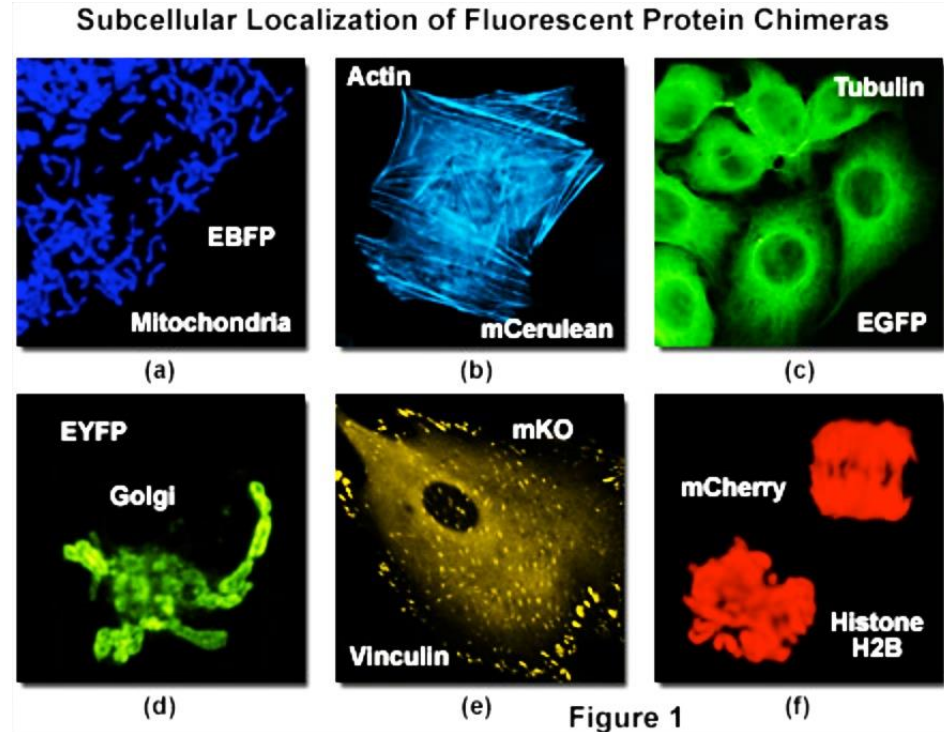 Subcellular Localization of Fluorescent Protein Chimeras
EBFP
Mitochondria
(a)
Actin
mCerulean
(b)
Tubulin
EGFP
(c)
EYFP
Golgi
(d)
mKO
Vinculin
(e)
mCherry
Histone
H2B
(f)
Figure 1